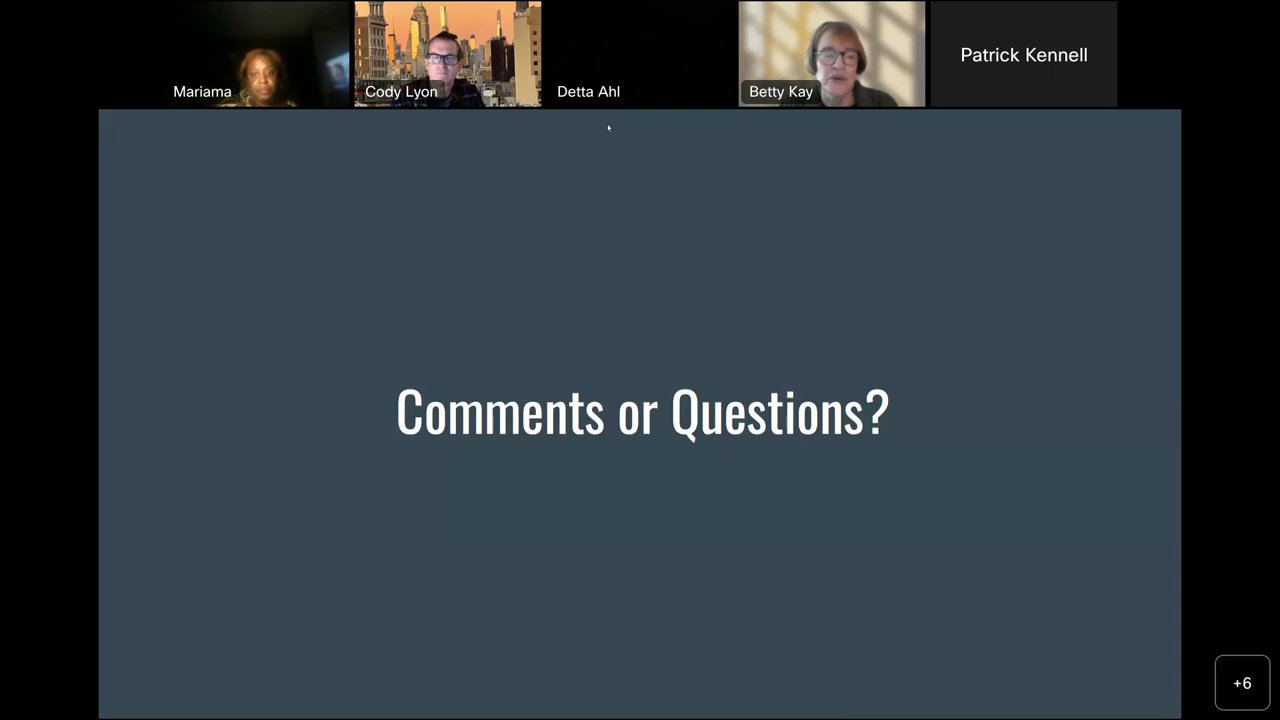 Mariama
Cody Lyon
Detta Ahl
Betty Kay
Patrick Kennell
Comments or Questions?
+6